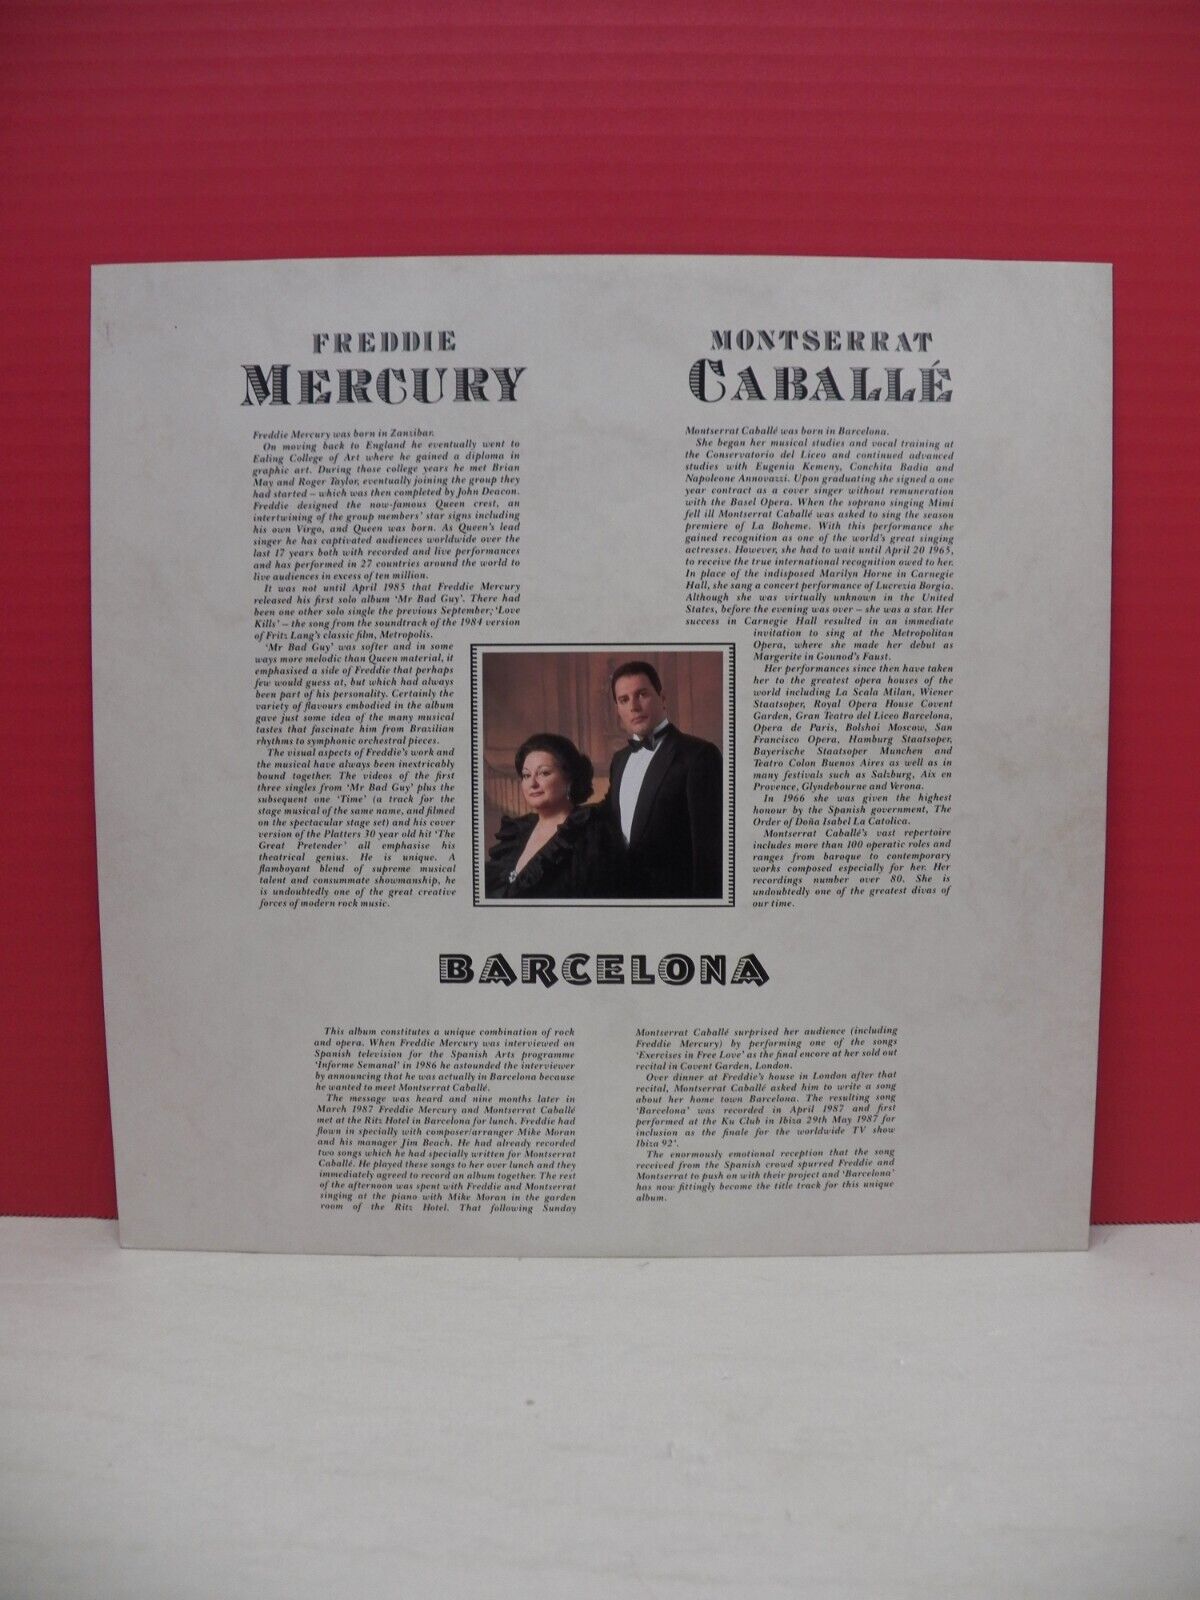 FREDDIE
MERCURY
Freddie Mercury was born in Zanzibar.
On moving back to England he eventually went to
Ealing College of Art where he gained a diploma in
graphic art. During those college years he met Brian
May and Roger Taylor, eventually joining the group they
had started – which was then completed by John Deacon.
Freddie designed the now-famous Queen crest, an
intertwining of the group members' star signs including
his own Virgo, and Queen was born. As Queen's lead
singer he has captivated audiences worldwide over the
last 17 years both with recorded and live performances
and has performed in 27 countries around the world to
live audiences in excess of ten million.
It was not until April 1985 that Freddie Mercury
released his first solo album 'Mr Bad Guy'. There had
been one other solo single the previous September; 'Love
Kills' – the song from the soundtrack of the 1984 version
of Fritz Lang's classic film, Metropolis.
'Mr Bad Guy' was softer and in some
ways more melodic than Queen material, it
emphasised a side of Freddie that perhaps
few would guess at, but which had always
been part of his personality. Certainly the
variety of flavours embodied in the album
gave just some idea of the many musical
tastes that fascinate him from Brazilian
rhythms to symphonic orchestral pieces.
The visual aspects of Freddie's work and
the musical have always been inextricably
bound together. The videos of the first
three singles from 'Mr Bad Guy' plus the
subsequent one 'Time' (a track for the
stage musical of the same name, and filmed
on the spectacular stage set) and his cover
version of the Platters 30 year old hit 'The
Great Pretender' all emphasise his
theatrical genius. He is unique. A
flamboyant blend of supreme musical
talent and consummate showmanship, he
is undoubtedly one of the great creative
forces of modern rock music.
MONTSERRAT
CABALLÉ
Montserrat Caballé was born in Barcelona.
She began her musical studies and vocal training at
the Conservatorio del Liceo and continued advanced
studies with Eugenia Kemeny, Conchita Badia and
Napoleone Annovazzi. Upon graduating she signed a one
year contract as a cover singer without remuneration
with the Basel Opera. When the soprano singing Mimi
fell ill Montserrat Caballé was asked to sing the season
premiere of La Boheme. With this performance she
gained recognition as one of the world's great singing
actresses. However, she had to wait until April 20 1965,
to receive the true international recognition owed to her.
In place of the indisposed Marilyn Horne in Carnegie
Hall, she sang a concert performance of Lucrezia Borgia.
Although she was virtually unknown in the United
States, before the evening was over – she was a star. Her
success in Carnegie Hall resulted in an immediate
invitation to sing at the Metropolitan
Opera, where she made her debut as
Margerite in Gounod's Faust.
Her performances since then have taken
her to the greatest opera houses of the
world including La Scala Milan, Wiener
Staatsoper, Royal Opera House Covent
Garden, Gran Teatro del Liceo Barcelona,
Opera de Paris, Bolshoi Moscow, San
Francisco Opera, Hamburg Staatsoper,
Bayerische Staatsoper Munchen and
Teatro Colon Buenos Aires as well as in
many festivals such as Salzburg, Aix en
Provence, Glyndebourne and Verona.
In 1966 she was given the highest
honour by the Spanish government, The
Order of Doña Isabel La Catolica.
Montserrat Caballé's vast repertoire
includes more than 100 operatic roles and
ranges from baroque to contemporary
works composed especially for her. Her
recordings number over 80. She is
undoubtedly one of the greatest divas of
our time.
BARCELONA
This album constitutes a unique combination of rock
and opera. When Freddie Mercury was interviewed on
Spanish television for the Spanish Arts programme
'Informe Semanal' in 1986 he astounded the interviewer
by announcing that he was actually in Barcelona because
he wanted to meet Montserrat Caballé.
The message was heard and nine months later in
March 1987 Freddie Mercury and Montserrat Caballé
met at the Ritz Hotel in Barcelona for lunch. Freddie had
flown in specially with composer/arranger Mike Moran
and his manager Jim Beach. He had already recorded
two songs which he had specially written for Montserrat
Caballé. He played these songs to her over lunch and they
immediately agreed to record an album together. The rest
of the afternoon was spent with Freddie and Montserrat
singing at the piano with Mike Moran in the garden
room of the Ritz Hotel. That following Sunday
Montserrat Caballé surprised her audience (including
Freddie Mercury) by performing one of the songs
'Exercises in Free Love' as the final encore at her sold out
recital in Covent Garden, London.
Over dinner at Freddie's house in London after that
recital, Montserrat Caballé asked him to write a song
about her home town Barcelona. The resulting song
'Barcelona' was recorded in April 1987 and first
performed at the Ku Club in Ibiza 29th May 1987 for
inclusion as the finale for the worldwide TV show
Ibiza 92'.
The enormously emotional reception that the song
received from the Spanish crowd spurred Freddie and
Montserrat to push on with their project and 'Barcelona'
has now fittingly become the title track for this unique
album.